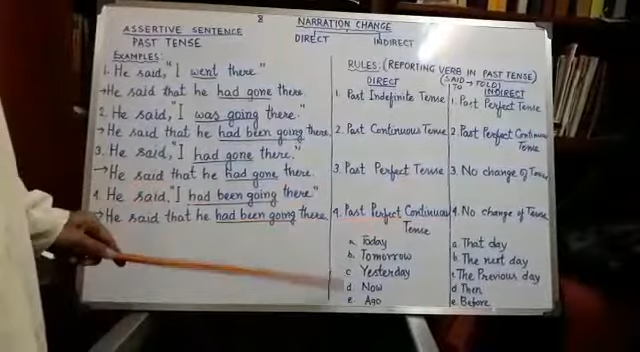 8
NARRATION CHANGE
DIRECT INDIRECT
ASSERTIVE SENTENCE
PAST TENSE
EXAMPLES:
1. He said, "I went there"
→ He said that he had gone there.
2. He said, "I was going there."
→ He said that he had been going there.
3. He said, "I had gone there."
→ He said that he had gone there.
4. He said, "I had been going there"
→ He said that he had been going there.
RULES: (REPORTING VERB IN PAST TENSE)
(SAID TO → TOLD)
DIRECT
1. Past Indefinite Tense
2. Past Continuous Tense
3. Past Perfect Tense
4. Past Perfect Continuous
Tense
a. Today
b. Tomorrow
c Yesterday
d. Now
e. Ago
INDIRECT
1. Past Perfect Tense
2. Past Perfect Continuous
Tense
3. No change of Tense
4. No change of Tense
a. That day
b. The next day
c. The Previous day
d Then
e. Before